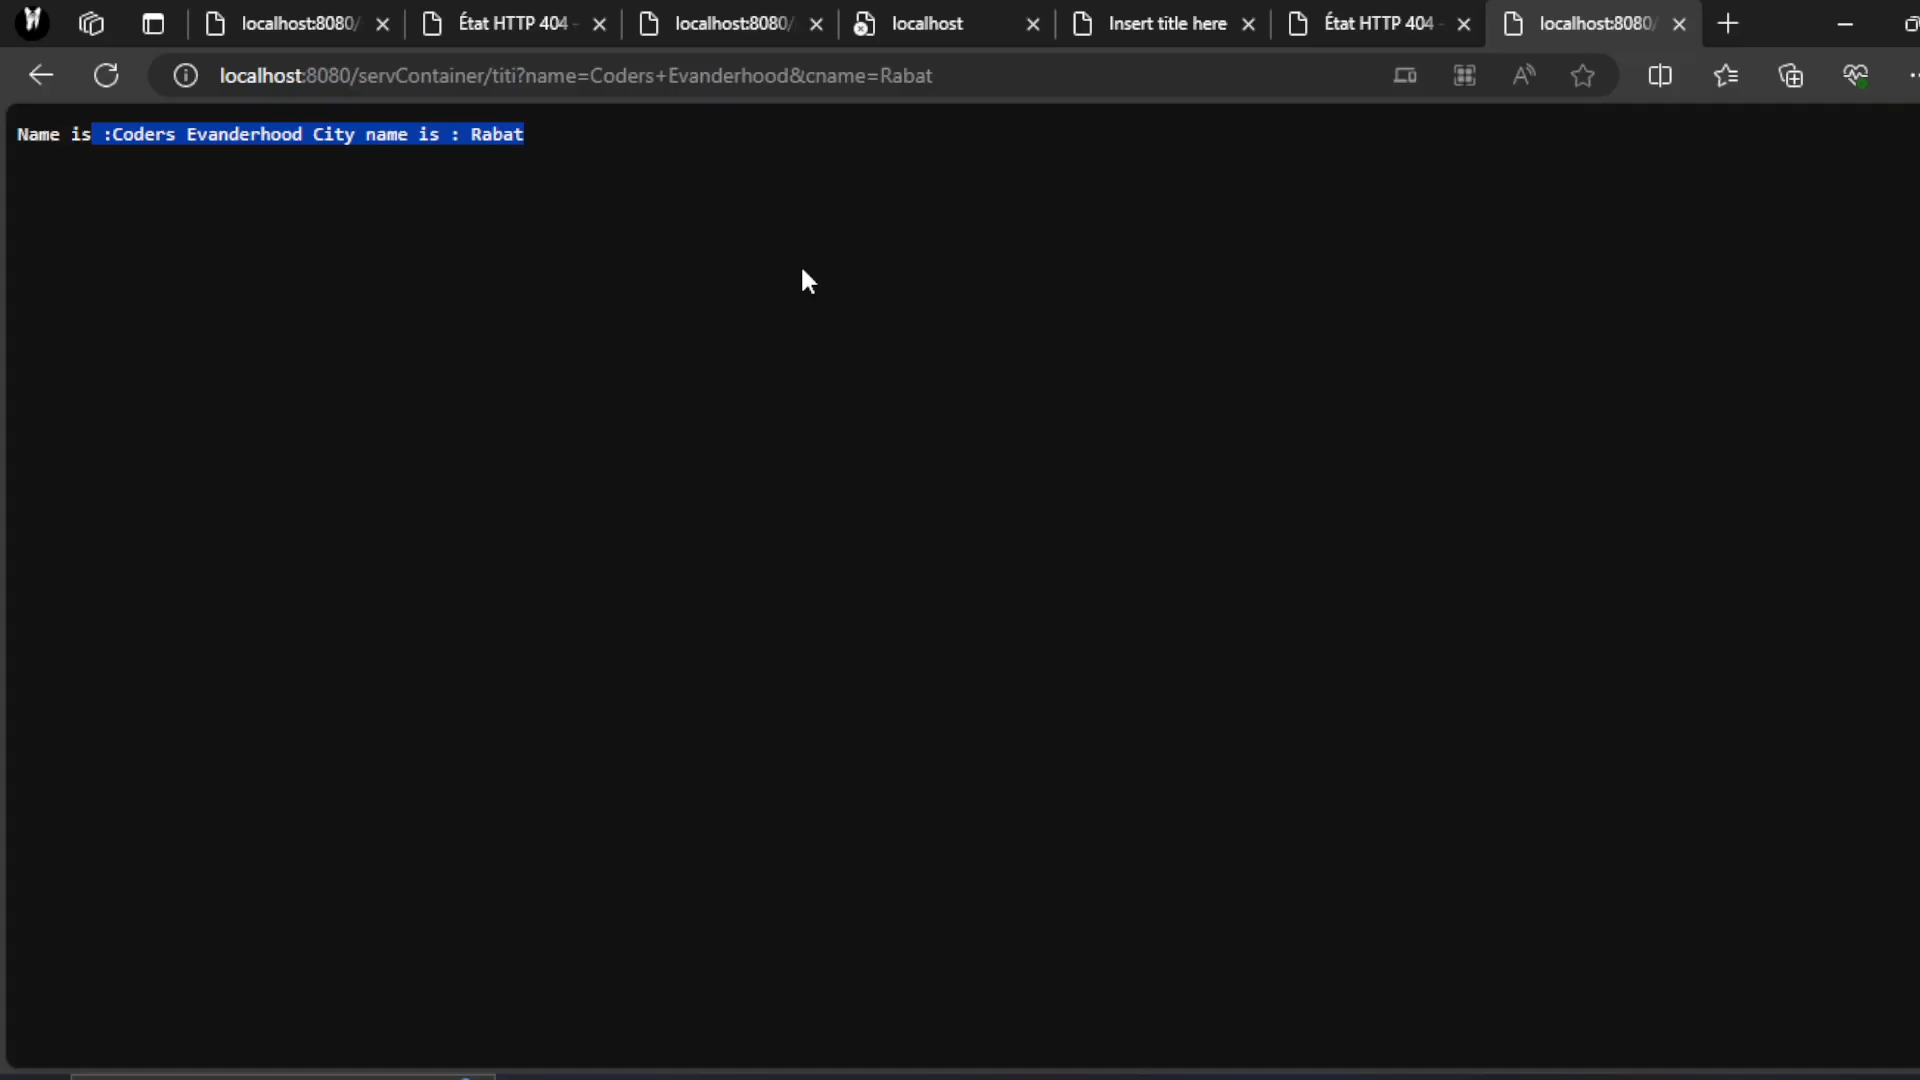 localhost:8080/
État HTTP 404 -
localhost:8080/
localhost
Insert title here
État HTTP 404 -
localhost:8080/
localhost:8080/servContainer/titi?name=Coders+Evanderhood&cname=Rabat
Name is :Coders Evanderhood City name is : Rabat